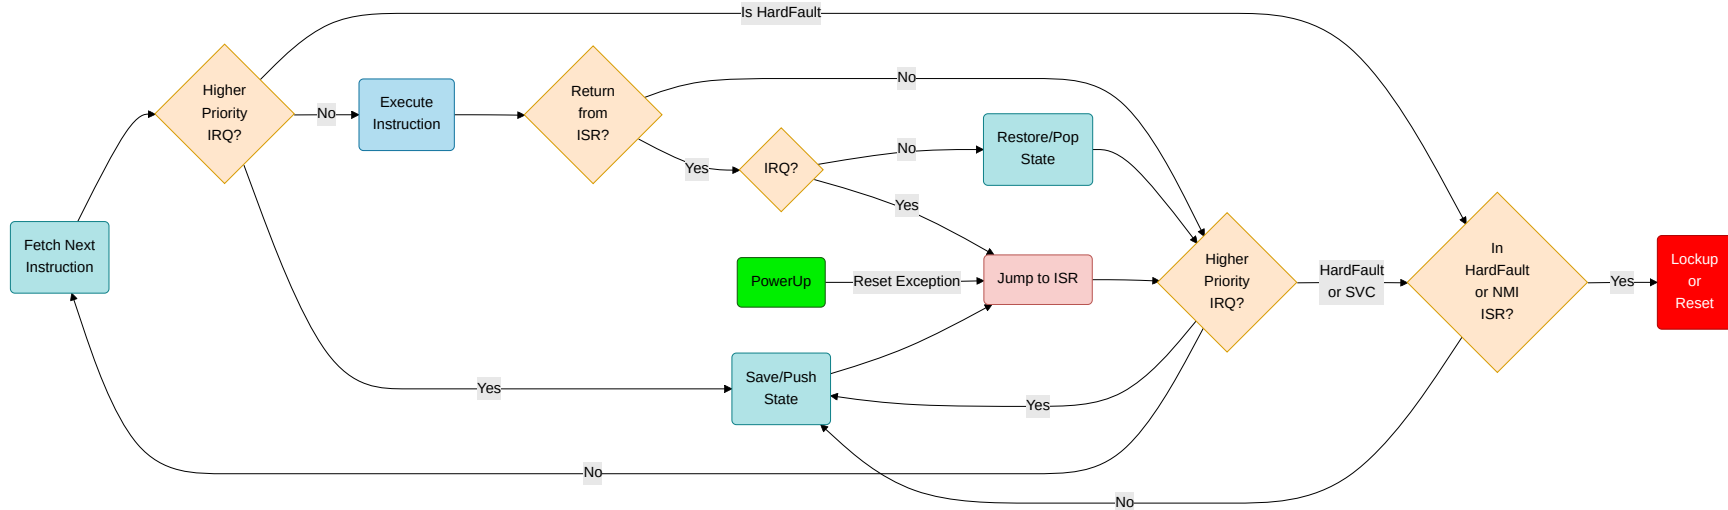 Is HardFault
Higher
Priority
IRQ?
No
Execute
Instruction
Return
from
ISR?
No
Yes
IRQ?
No
Restore/Pop
State
Yes
Fetch Next
Instruction
PowerUp
Reset Exception
Jump to ISR
Higher
Priority
IRQ?
HardFault
or SVC
In
HardFault
or NMI
ISR?
Yes
Lockup
or
Reset
Yes
Save/Push
State
Yes
No
No